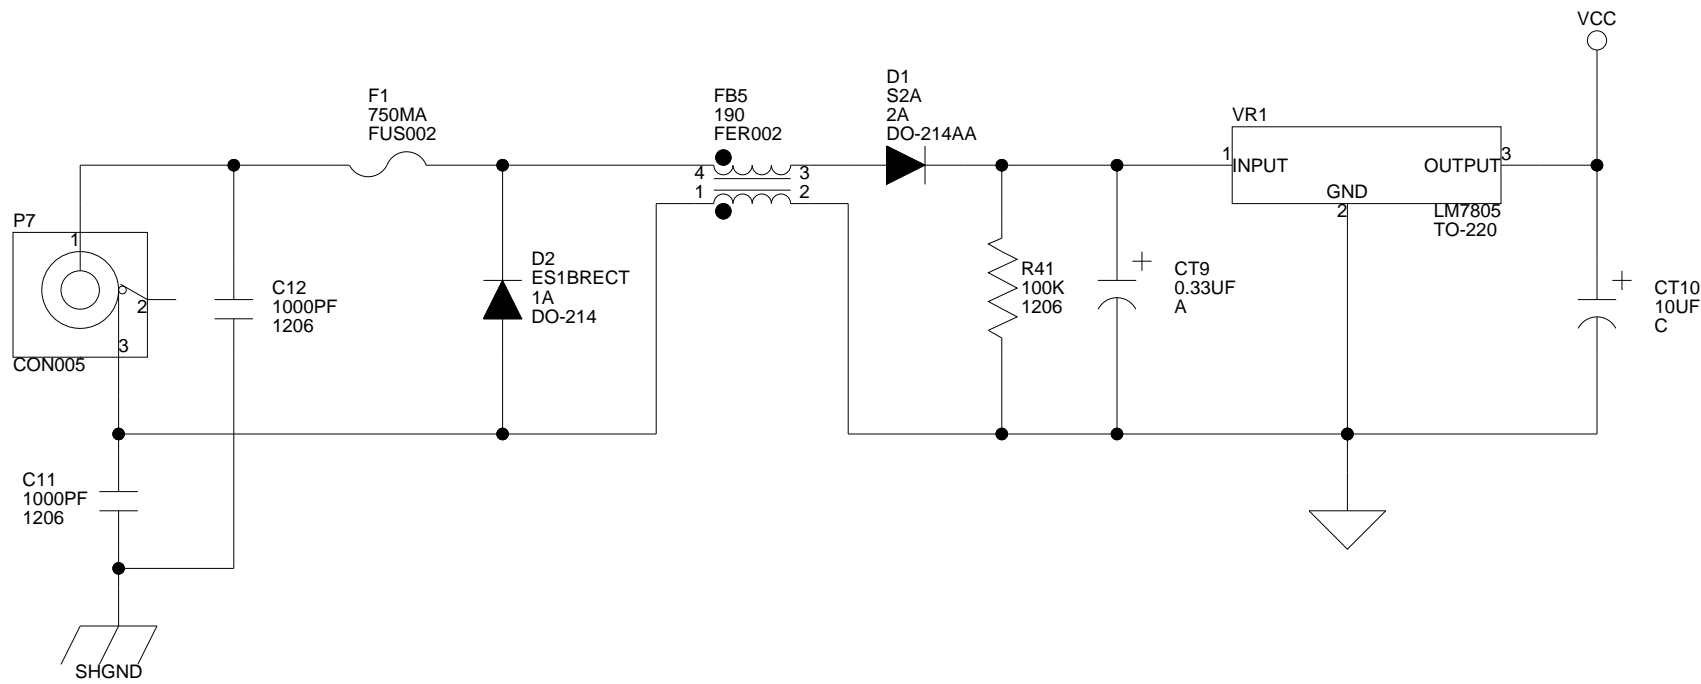 VCC
F1
750MA
FUS002
FB5
190
FER002
D1
S2A
2A
DO-214AA
VR1
4
3
1
2
1
INPUT
OUTPUT
3
GND
2
LM7805
TO-220
P7
1
2
3
CON005
C12
1000PF
1206
D2
ES1BRECT
1A
DO-214
R41
100K
1206
CT9
0.33UF
A
CT10
10UF
C
C11
1000PF
1206
SHGND